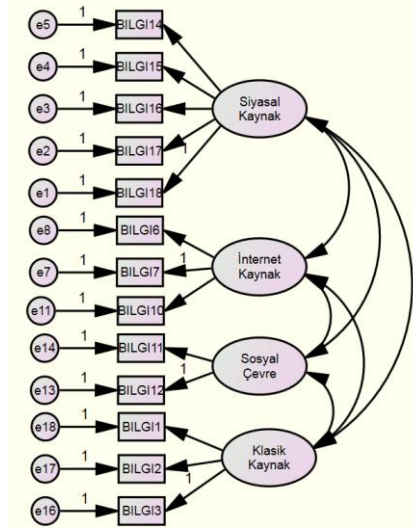 e5 1 BILGI14
e4 1 BILGI15
e3 1 BILGI16
e2 1 BILGI17 1
e1 1 BILGI18
Siyasal
Kaynak
e8 1 BILGI6
e7 1 BILGI7 1
e11 1 BILGI10
İnternet
Kaynak
e14 1 BILGI11
e13 1 BILGI12 1
Sosyal
Çevre
e18 1 BILGI1
e17 1 BILGI2
e16 1 BILGI3 1
Klasik
Kaynak